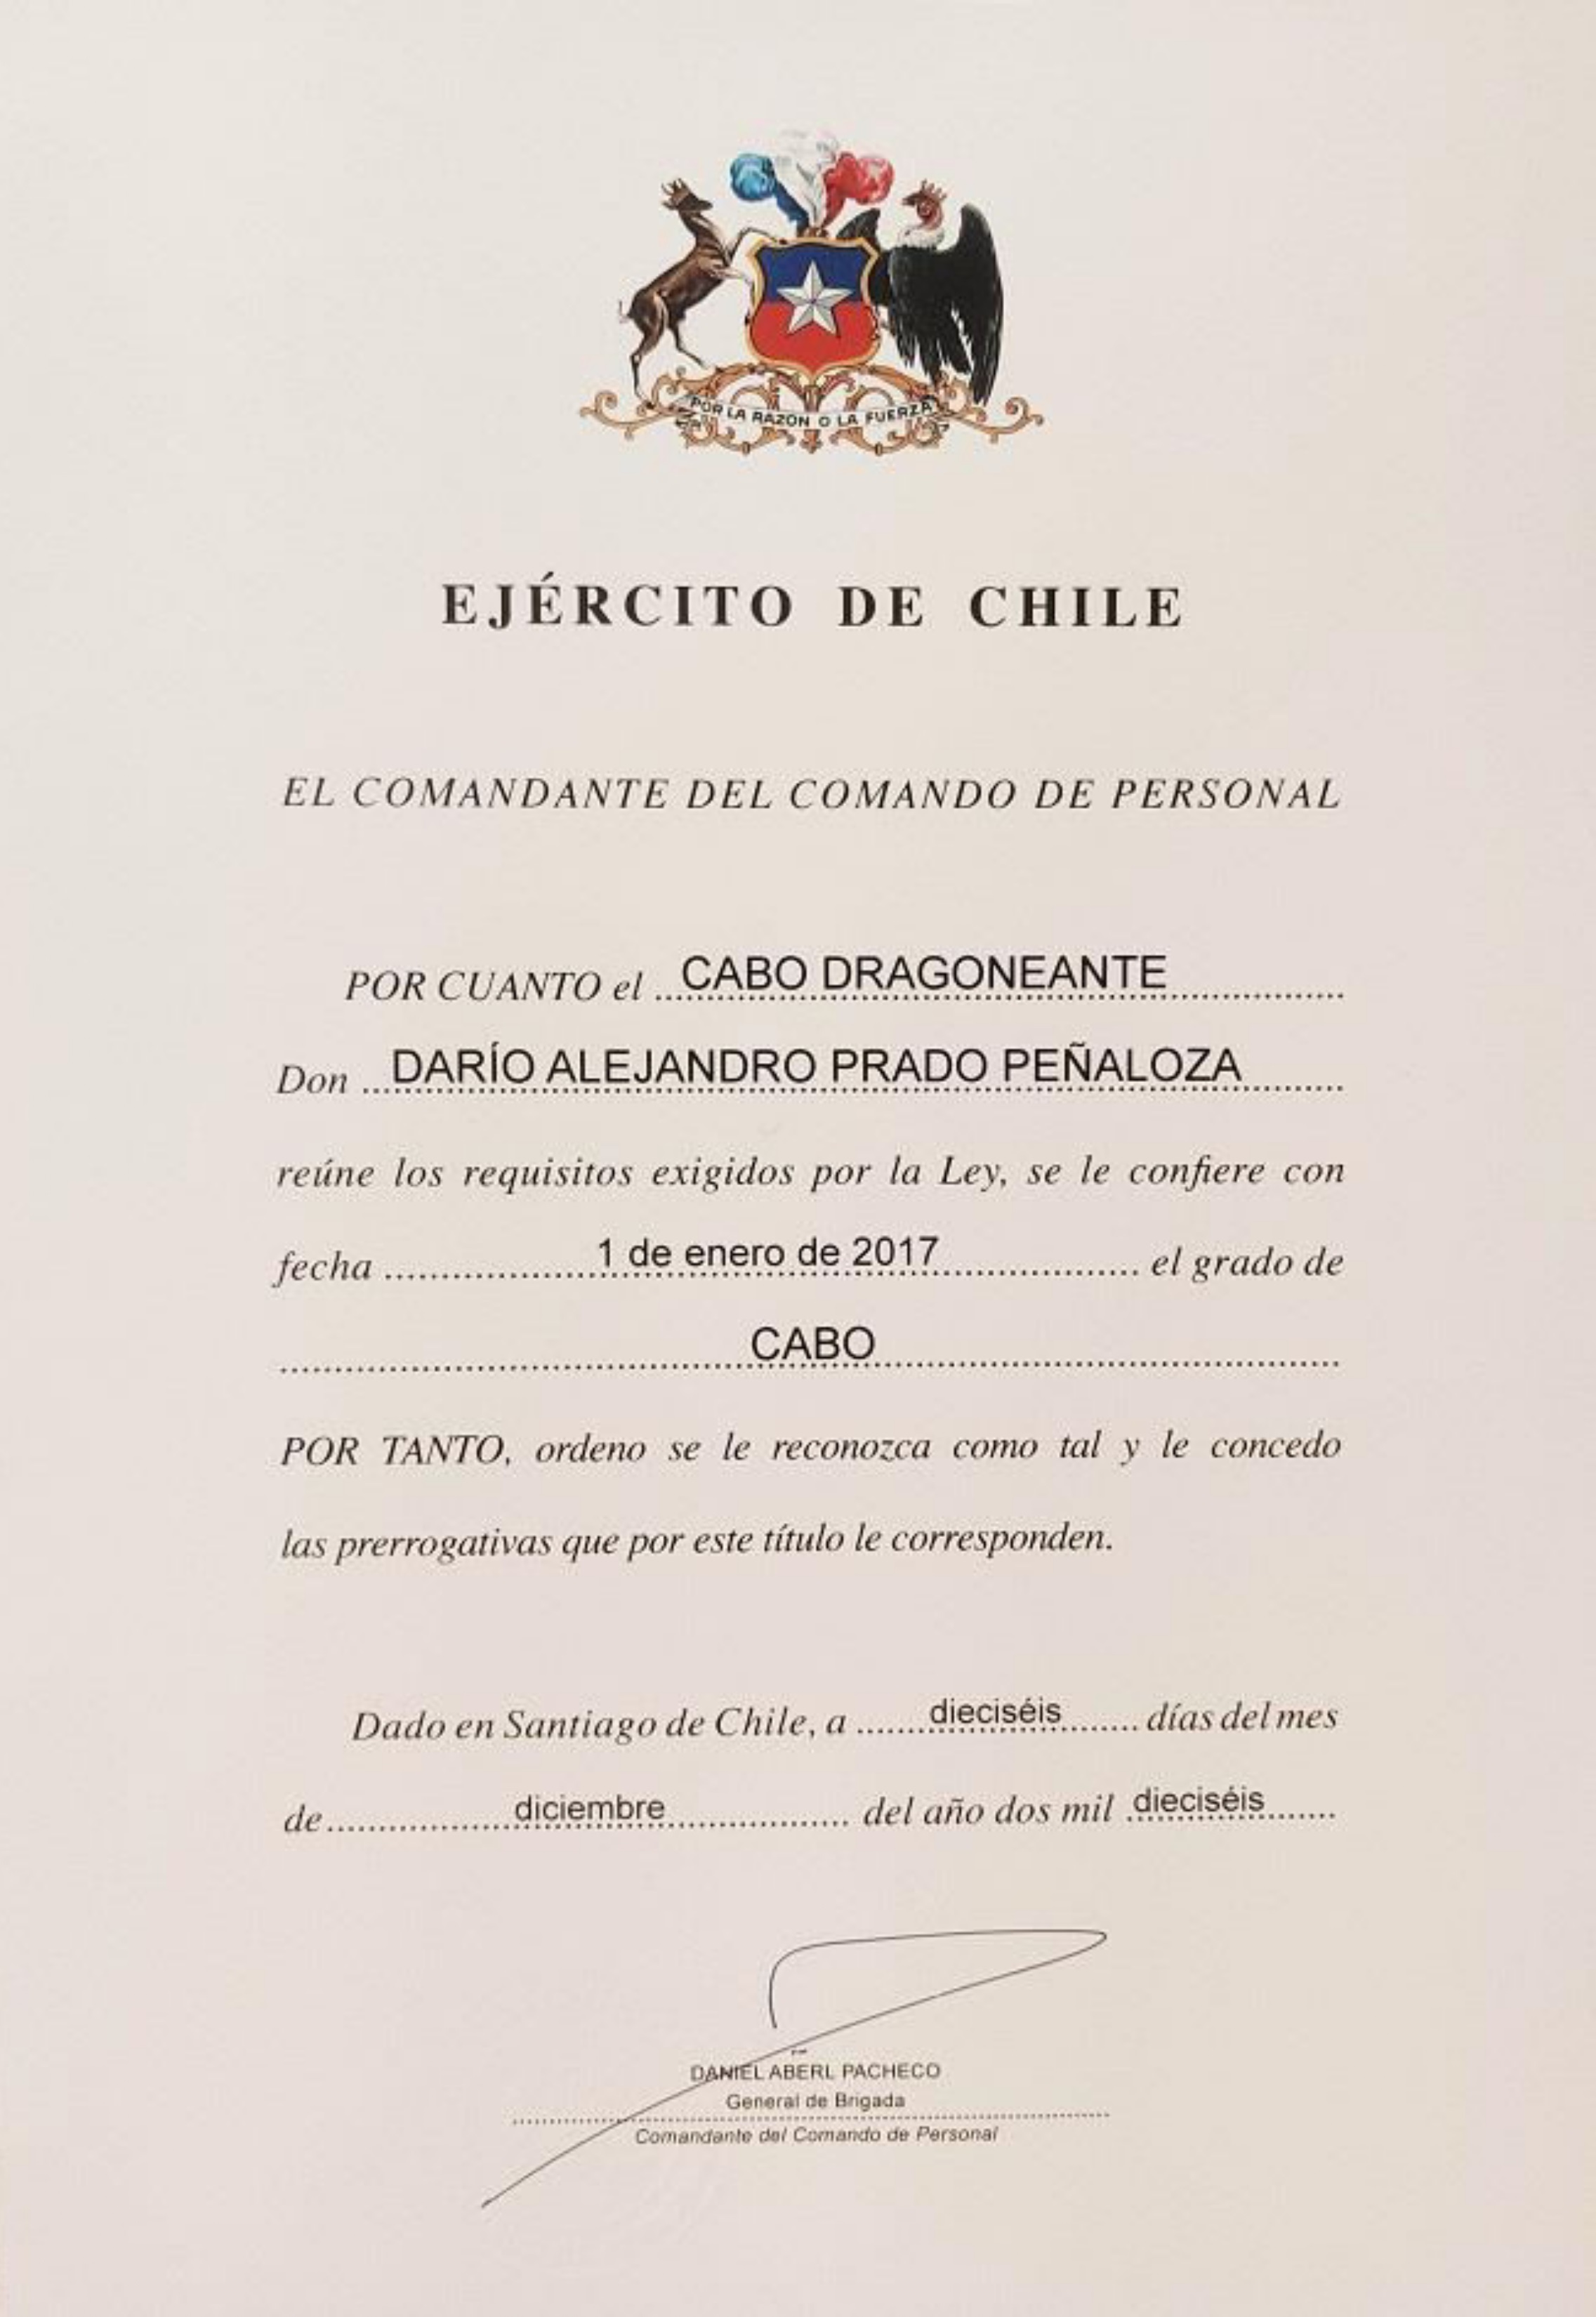 POR LA RAZON O LA FUERZA
EJÉRCITO DE CHILE
EL COMANDANTE DEL COMANDO DE PERSONAL
POR CUANTO el CABO DRAGONEANTE
Don DARÍO ALEJANDRO PRADO PEÑALOZA
reúne los requisitos exigidos por la Ley, se le confiere con
fecha 1 de enero de 2017 el grado de
CABO
POR TANTO, ordeno se le reconozca como tal y le concedo
las prerrogativas que por este título le corresponden.
Dado en Santiago de Chile, a dieciséis días del mes
de diciembre del año dos mil dieciséis
DANIEL ABERL PACHECO
General de Brigada
Comandante del Comando de Personal